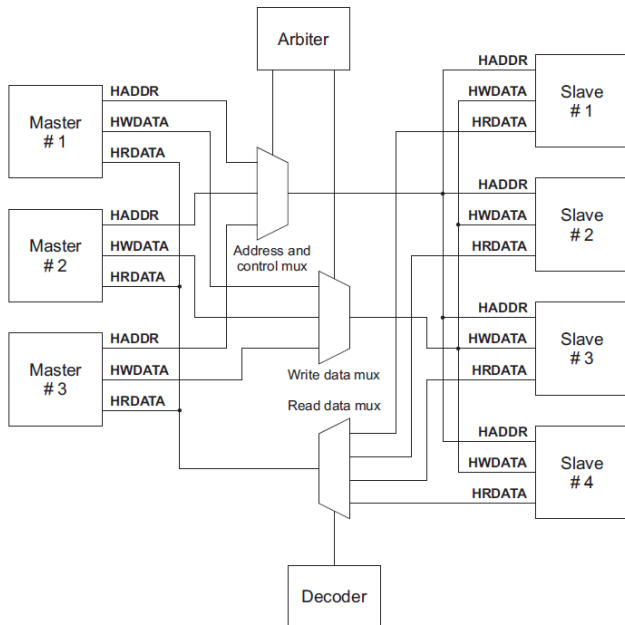 Arbiter
Master
# 1
HADDR
HWDATA
HRDATA
Master
# 2
HADDR
HWDATA
HRDATA
Master
# 3
HADDR
HWDATA
HRDATA
Address and
control mux
Write data mux
Read data mux
HADDR
HWDATA
HRDATA
Slave
# 1
HADDR
HWDATA
HRDATA
Slave
# 2
HADDR
HWDATA
HRDATA
Slave
# 3
HADDR
HWDATA
HRDATA
Slave
# 4
Decoder